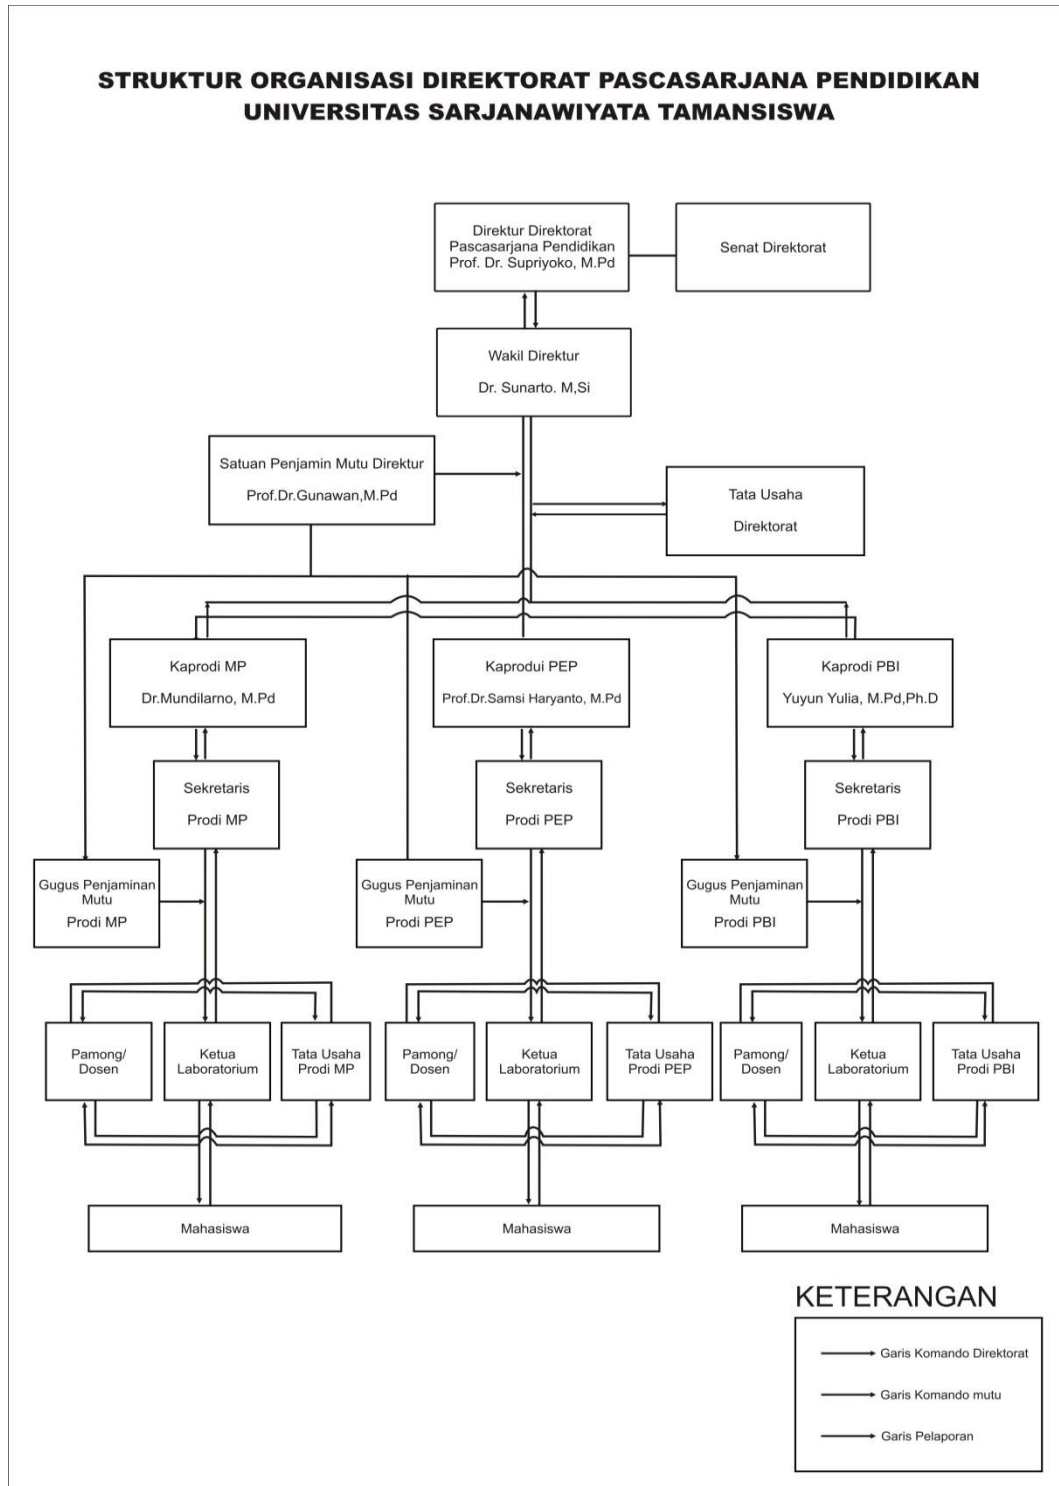 STRUKTUR ORGANISASI DIREKTORAT PASCASARJANA PENDIDIKAN
UNIVERSITAS SARJANAWIYATA TAMANSISWA
Direktur Direktorat
Pascasarjana Pendidikan
Prof. Dr. Supriyoko, M.Pd
Senat Direktorat
Wakil Direktur
Dr. Sunarto. M,Si
Satuan Penjamin Mutu Direktur
Prof.Dr.Gunawan,M.Pd
Tata Usaha
Direktorat
Kaprodi MP
Dr.Mundilarno, M.Pd
Kaprodui PEP
Prof.Dr.Samsi Haryanto, M.Pd
Kaprodi PBI
Yuyun Yulia, M.Pd,Ph.D
Sekretaris
Prodi MP
Sekretaris
Prodi PEP
Sekretaris
Prodi PBI
Gugus Penjaminan
Mutu
Prodi MP
Gugus Penjaminan
Mutu
Prodi PEP
Gugus Penjaminan
Mutu
Prodi PBI
Pamong/
Dosen
Ketua
Laboratorium
Tata Usaha
Prodi MP
Pamong/
Dosen
Ketua
Laboratorium
Tata Usaha
Prodi PEP
Pamong/
Dosen
Ketua
Laboratorium
Tata Usaha
Prodi PBI
Mahasiswa
Mahasiswa
Mahasiswa
KETERANGAN
Garis Komando Direktorat
Garis Komando mutu
Garis Pelaporan